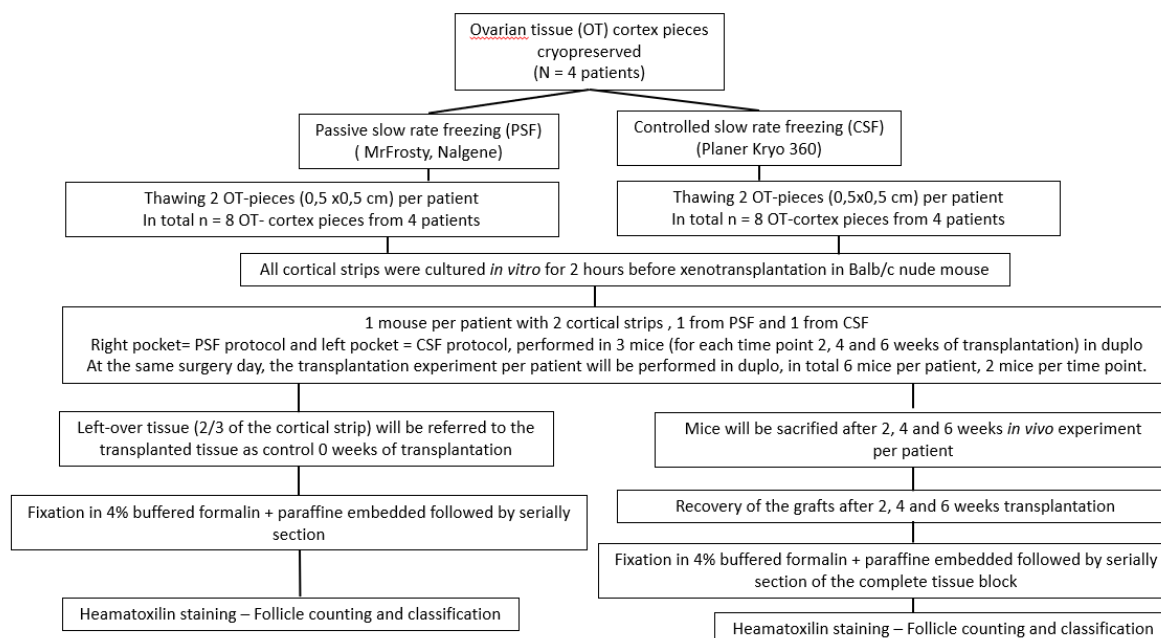 Ovarian tissue (OT) cortex pieces
cryopreserved
(N = 4 patients)
Passive slow rate freezing (PSF)
( MrFrosty, Nalgene)
Controlled slow rate freezing (CSF)
(Planer Kryo 360)
Thawing 2 OT-pieces (0,5 x0,5 cm) per patient
In total n = 8 OT- cortex pieces from 4 patients
Thawing 2 OT-pieces (0,5x0,5 cm) per patient
In total n = 8 OT-cortex pieces from 4 patients
All cortical strips were cultured in vitro for 2 hours before xenotransplantation in Balb/c nude mouse
1 mouse per patient with 2 cortical strips , 1 from PSF and 1 from CSF
Right pocket= PSF protocol and left pocket = CSF protocol, performed in 3 mice (for each time point 2, 4 and 6 weeks of transplantation) in duplo
At the same surgery day, the transplantation experiment per patient will be performed in duplo, in total 6 mice per patient, 2 mice per time point.
Left-over tissue (2/3 of the cortical strip) will be referred to the
transplanted tissue as control 0 weeks of transplantation
Fixation in 4% buffered formalin + paraffine embedded followed by serially
section
Heamatoxilin staining – Follicle counting and classification
Mice will be sacrified after 2, 4 and 6 weeks in vivo experiment
per patient
Recovery of the grafts after 2, 4 and 6 weeks transplantation
Fixation in 4% buffered formalin + paraffine embedded followed by serially
section of the complete tissue block
Heamatoxilin staining – Follicle counting and classification